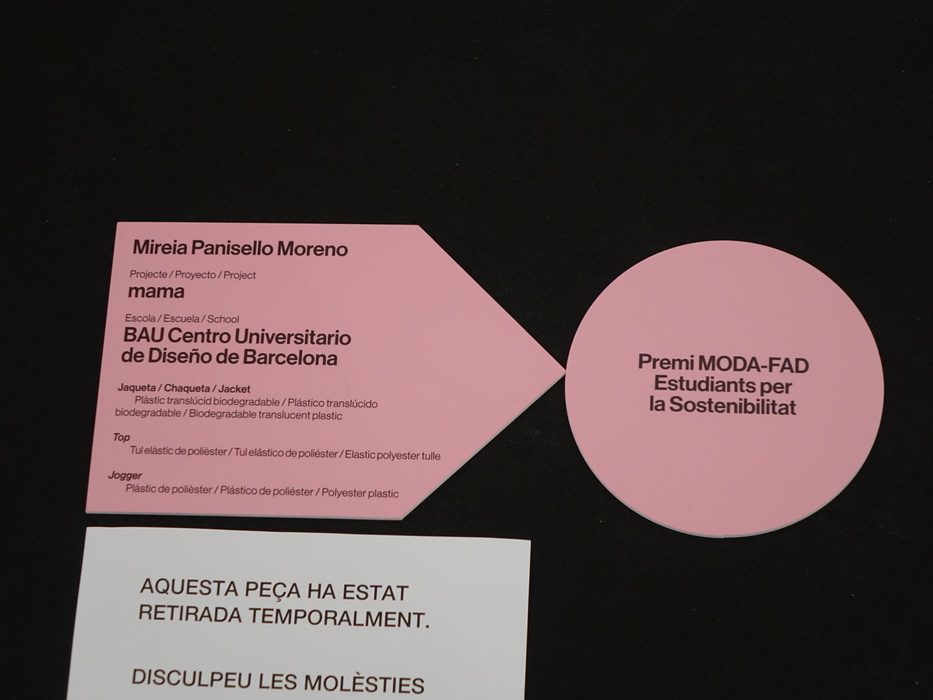 Mireia Panisello Moreno
Projecte / Proyecto / Project
mama
Escola / Escuela / School
BAU Centro Universitario
de Diseño de Barcelona
Jaqueta / Chaqueta / Jacket
Plàstic translúcid biodegradable / Plástico translúcido
biodegradable / Biodegradable translucent plastic
Top
Tul elàstic de polièster / Tul elástico de poliéster / Elastic polyester tulle
Jogger
Plàstic de polièster / Plástico de poliéster / Polyester plastic
Premi MODA-FAD
Estudiants per
la Sostenibilitat
AQUESTA PEÇA HA ESTAT
RETIRADA TEMPORALMENT.
DISCULPEU LES MOLÈSTIES